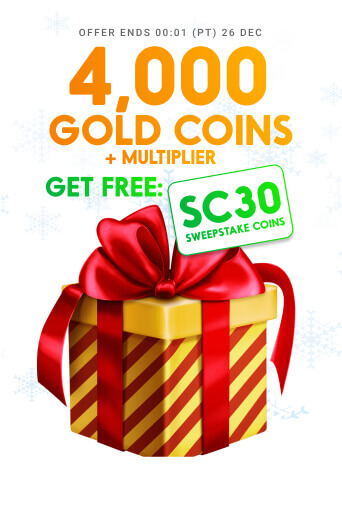 OFFER ENDS 00:01 (PT) 26 DEC
4,000
GOLD COINS
+ MULTIPLIER
GET FREE:
SC30
SWEEPSTAKE COINS